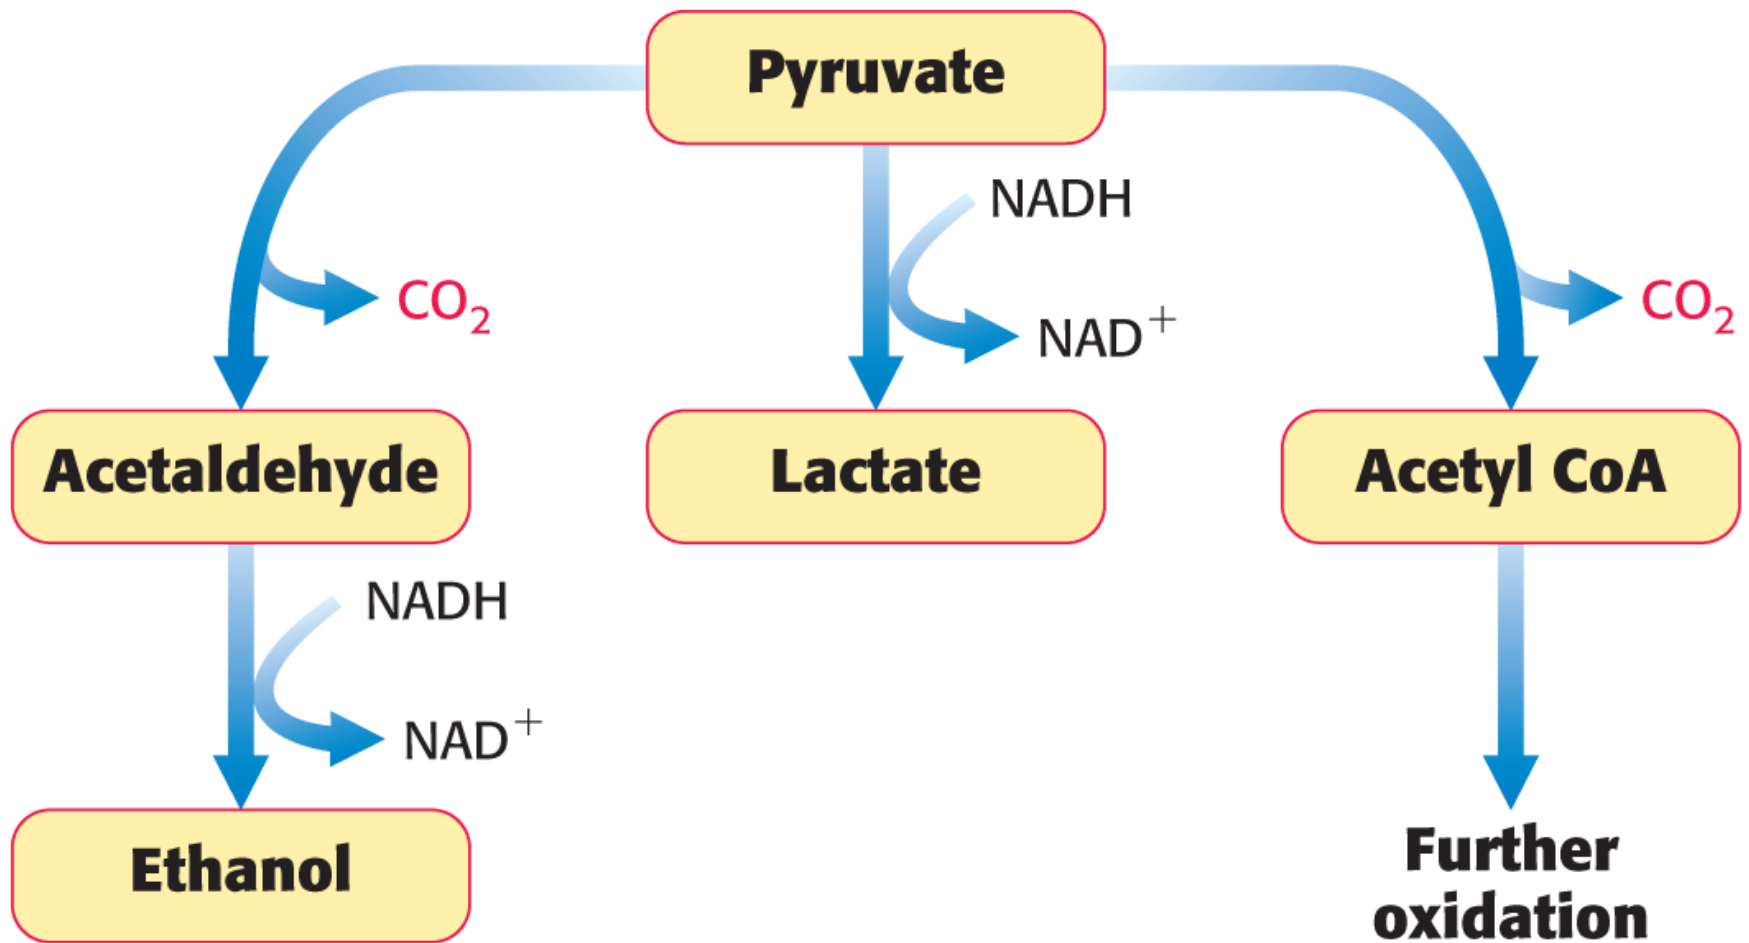 Pyruvate
NADH
CO₂
CO₂
NAD⁺
Acetaldehyde
Lactate
Acetyl CoA
NADH
NAD⁺
Ethanol
Further
oxidation